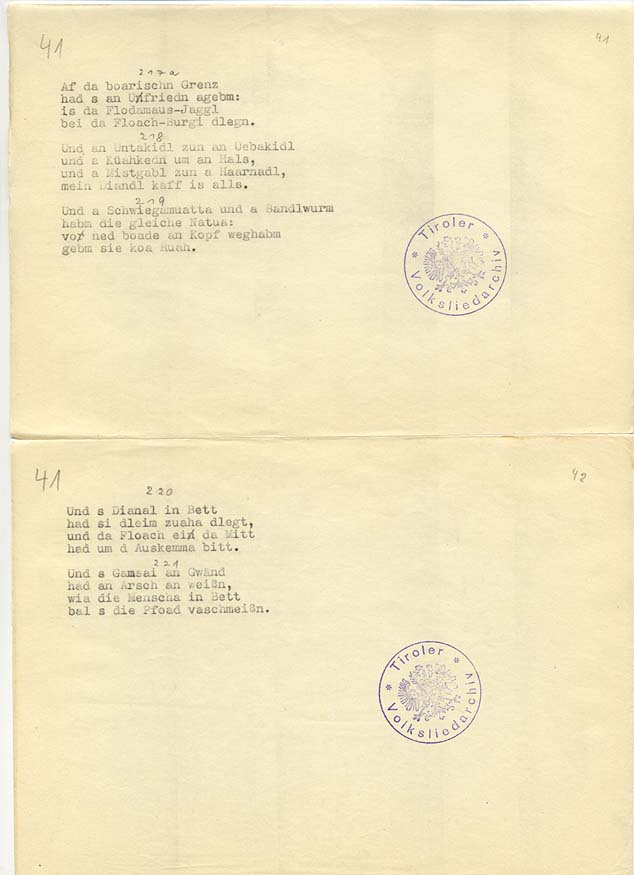 41
41
217a
Af da boarischn Grenz
had s an Unfriedn agebm:
is da Flodamaus-Jaggl
bei da Floach-Burgi dlegn.
218
Und an Untakidl zun an Uebakidl
und a Küahkedn um an Hals,
und a Mistgabl zun a Haarnadl,
mein Diandl kaff is alls.
219
Und a Schwiegamuatta und a Bandlwurm
habm die gleiche Natua:
vor ned boade an Kopf weghabm
gebm sie koa Ruah.
* Tiroler *
Volksliedarchiv
41
42
220
Und s Dianal in Bett
had si dleim zuaha dlegt,
und da Floach ein da Mitt
had um d Auskemma bitt.
221
Und s Gamsai an Gwänd
had an Arsch an weißn,
wia die Menscha in Bett
bal s die Pfoad vaschmeißn.
* Tiroler *
Volksliedarchiv